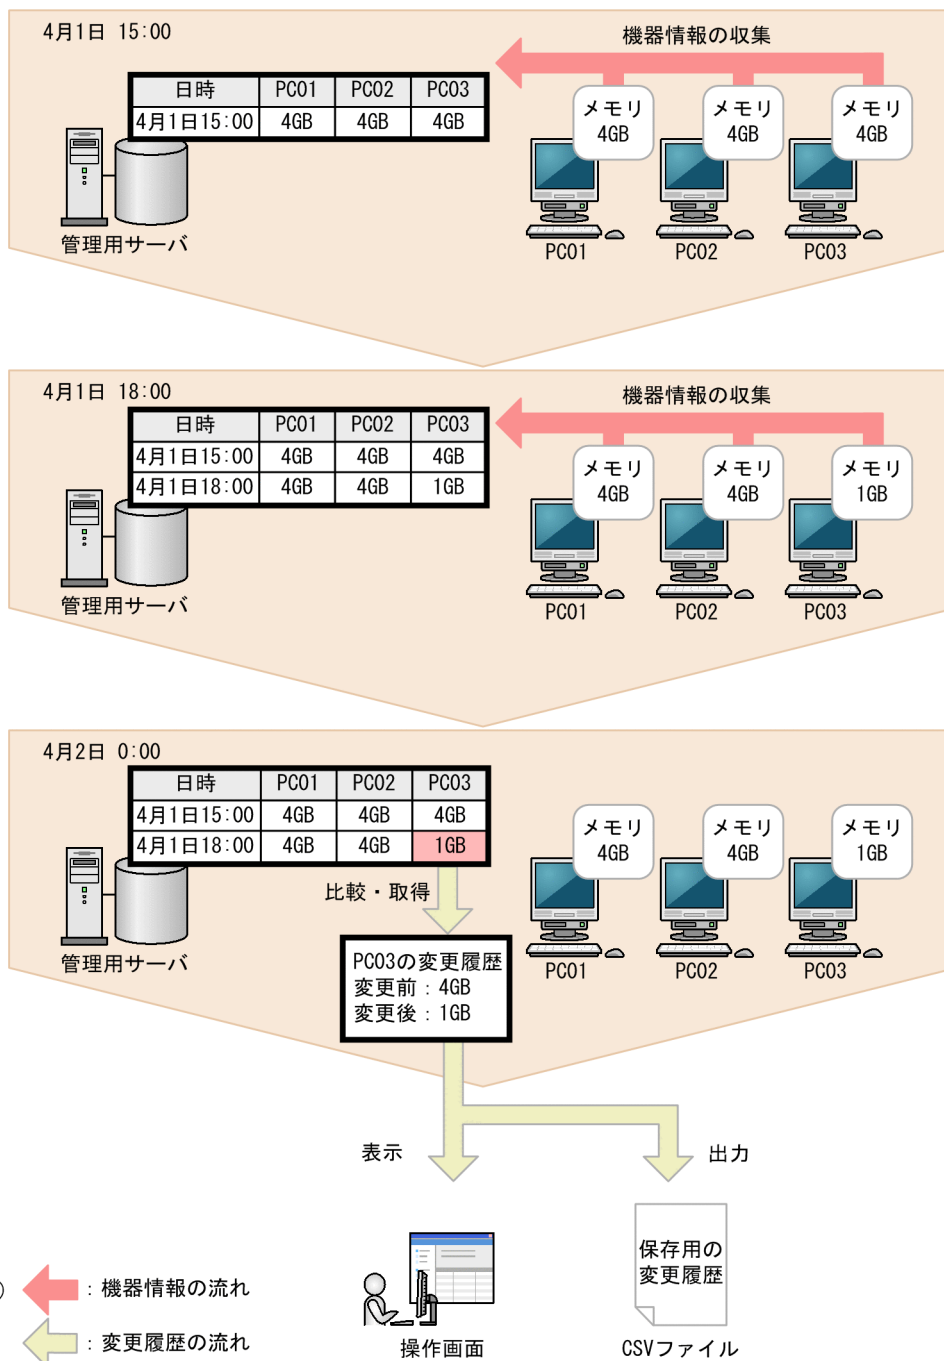 4月1日 15:00
機器情報の収集
日時 PC01 PC02 PC03
4月1日15:00 4GB 4GB 4GB
メモリ 4GB
メモリ 4GB
メモリ 4GB
管理用サーバ
PC01 PC02 PC03
4月1日 18:00
機器情報の収集
日時 PC01 PC02 PC03
4月1日15:00 4GB 4GB 4GB
4月1日18:00 4GB 4GB 1GB
メモリ 4GB
メモリ 4GB
メモリ 1GB
管理用サーバ
PC01 PC02 PC03
4月2日 0:00
日時 PC01 PC02 PC03
4月1日15:00 4GB 4GB 4GB
4月1日18:00 4GB 4GB 1GB
メモリ 4GB
メモリ 4GB
メモリ 1GB
比較・取得
管理用サーバ
PC01 PC02 PC03
PC03の変更履歴
変更前：4GB
変更後：1GB
表示
出力
保存用の
変更履歴
：機器情報の流れ
：変更履歴の流れ
操作画面
CSVファイル